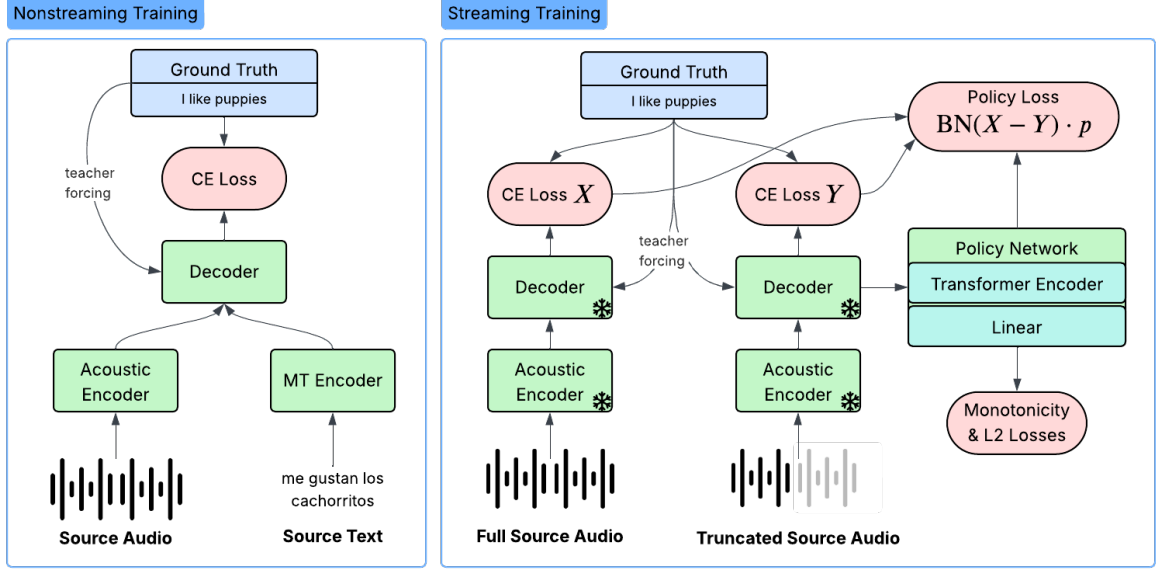 Nonstreaming Training
Ground Truth
I like puppies
teacher
forcing
CE Loss
Decoder
Acoustic
Encoder
MT Encoder
me gustan los
cachorritos
Source Audio
Source Text
Streaming Training
Ground Truth
I like puppies
Policy Loss
BN(X − Y) · p
CE Loss X
CE Loss Y
teacher
forcing
Decoder
Decoder
Policy Network
Transformer Encoder
Linear
Acoustic
Encoder
Acoustic
Encoder
Monotonicity
& L2 Losses
Full Source Audio
Truncated Source Audio